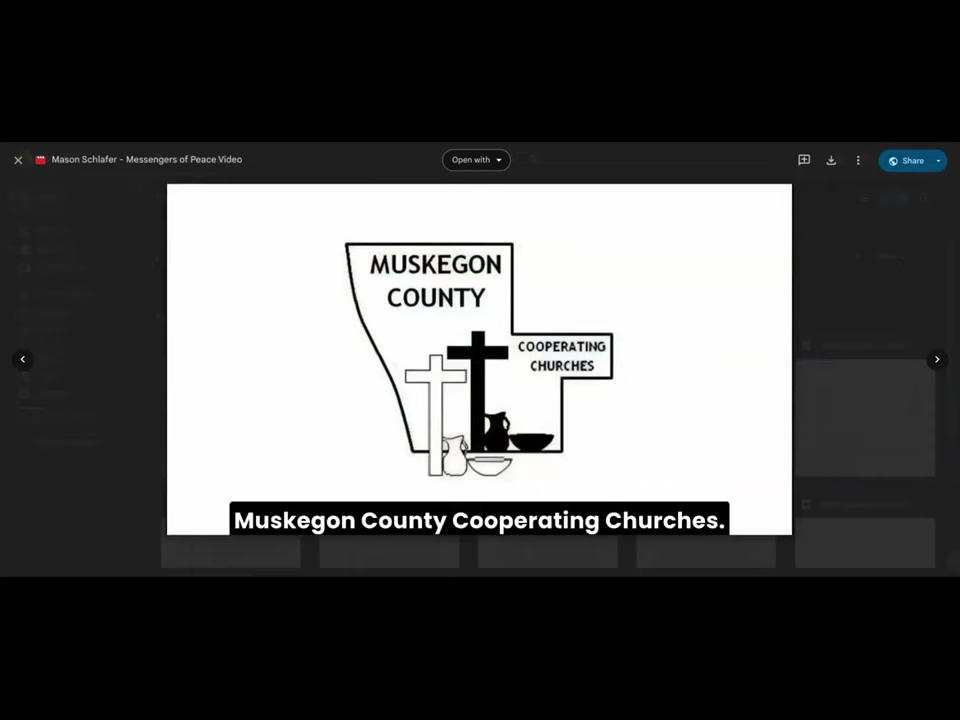 Mason Schlafer - Messengers of Peace Video
Open with
Share
MUSKEGON
COUNTY
COOPERATING
CHURCHES
Muskegon County Cooperating Churches.